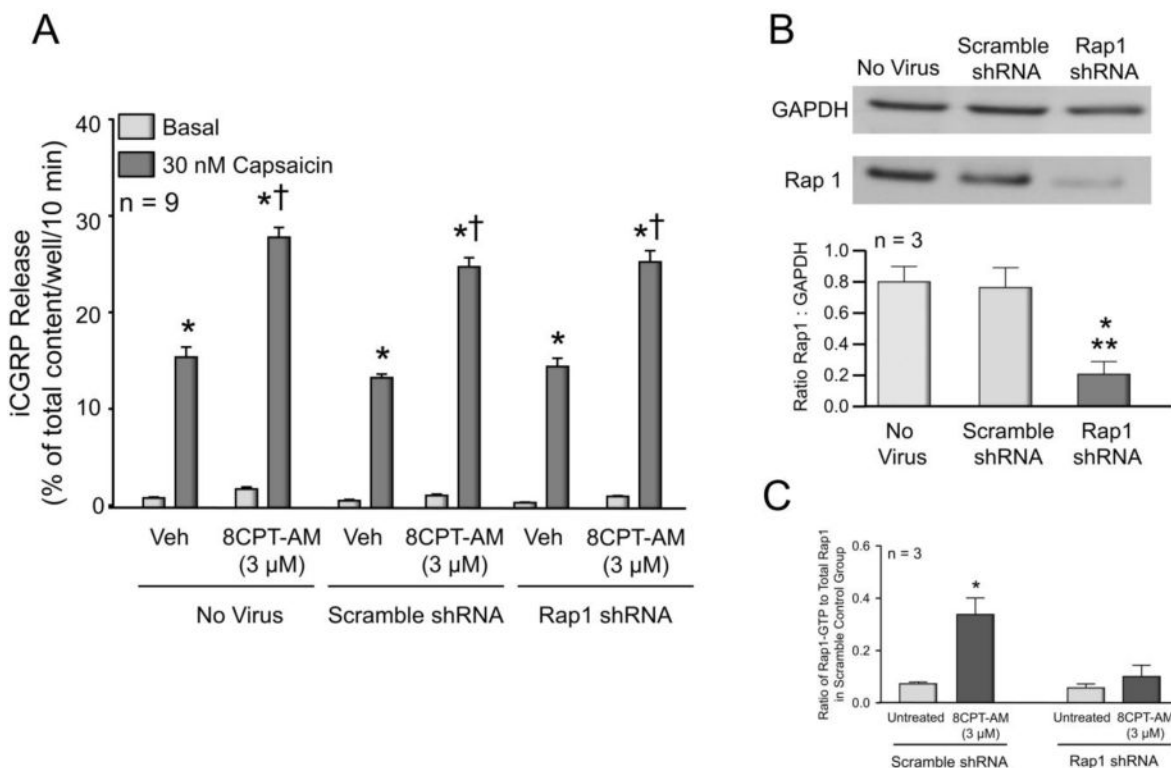 A
iCGRP Release
(% of total content/well/10 min)
40
30
20
10
0
Basal
30 nM Capsaicin
n = 9
*
*†
*
*†
*
*†
Veh
8CPT-AM
(3 µM)
Veh
8CPT-AM
(3 µM)
Veh
8CPT-AM
(3 µM)
No Virus
Scramble shRNA
Rap1 shRNA
B
No Virus
Scramble
shRNA
Rap1
shRNA
GAPDH
Rap 1
Ratio Rap1 : GAPDH
1.0
0.8
0.6
0.4
0.2
0.0
n = 3
*
**
No
Virus
Scramble
shRNA
Rap1
shRNA
C
Ratio of Rap1-GTP to Total Rap1
in Scramble Control Group
0.6
0.4
0.2
0.0
n = 3
*
Untreated
8CPT-AM
(3 µM)
Untreated
8CPT-AM
(3 µM)
Scramble shRNA
Rap1 shRNA